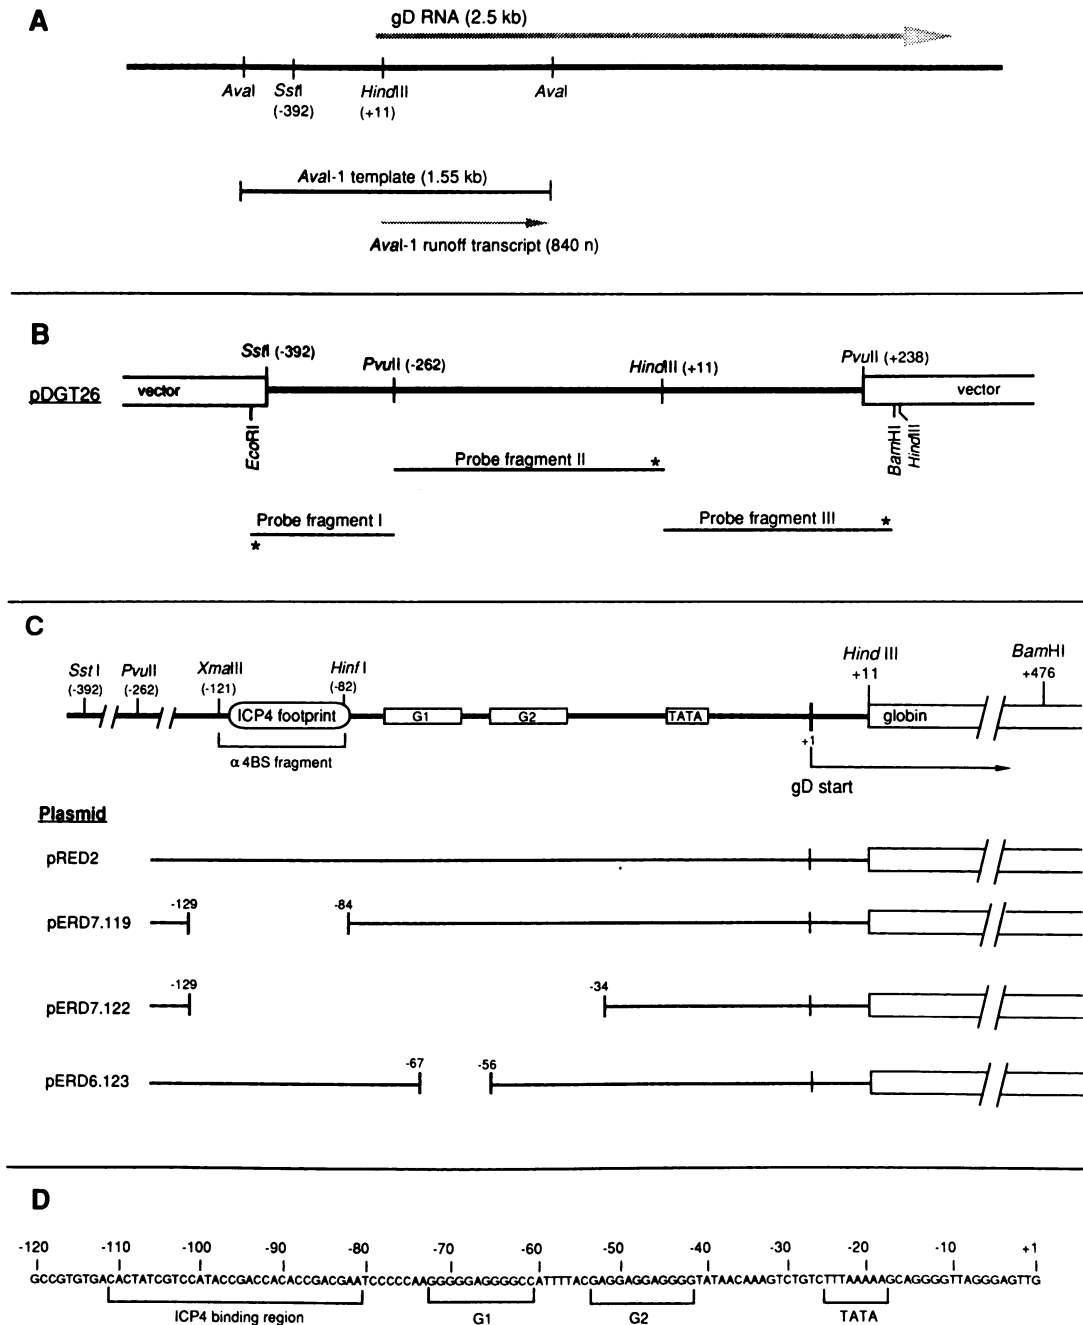 A
gD RNA (2.5 kb)
AvaI SstI HindIII AvaI
(-392) (+11)
AvaI-1 template (1.55 kb)
AvaI-1 runoff transcript (840 n)
B
SstI (-392) PvuII (-262) HindIII (+11) PvuII (+238)
pDGT26 vector vector
EcoRI BamHI HindIII
Probe fragment II *
Probe fragment I Probe fragment III *
*
C
Sst I PvuII XmaIII Hinf I Hind III BamHI
(-392) (-262) (-121) (-82) +11 +476
ICP4 footprint G1 G2 TATA globin
α 4BS fragment +1
gD start
Plasmid
pRED2
pERD7.119 -129 -84
pERD7.122 -129 -34
pERD6.123 -67 -56
D
-120 -110 -100 -90 -80 -70 -60 -50 -40 -30 -20 -10 +1
GCCGTGTGACACTATCGTCCATACCGACCACACCGACGAATCCCCCAAGGGGGAGGGGCCATTTTACGAGGAGGAGGGGTATAACAAAGTCTGTCTTTAAAAAGCAGGGGTTAGGGAGTTG
ICP4 binding region G1 G2 TATA